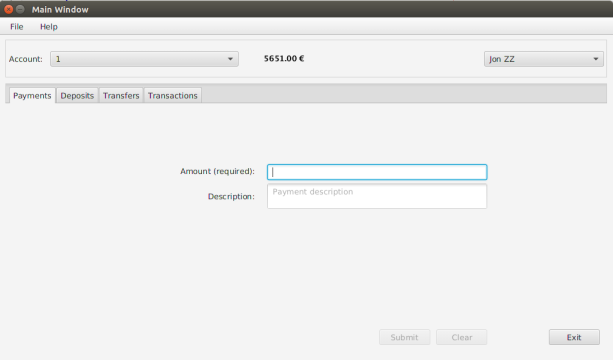 Main Window
File Help
Account: 1 5651.00 € Jon ZZ
Payments Deposits Transfers Transactions
Amount (required):
Description: Payment description
Submit Clear Exit